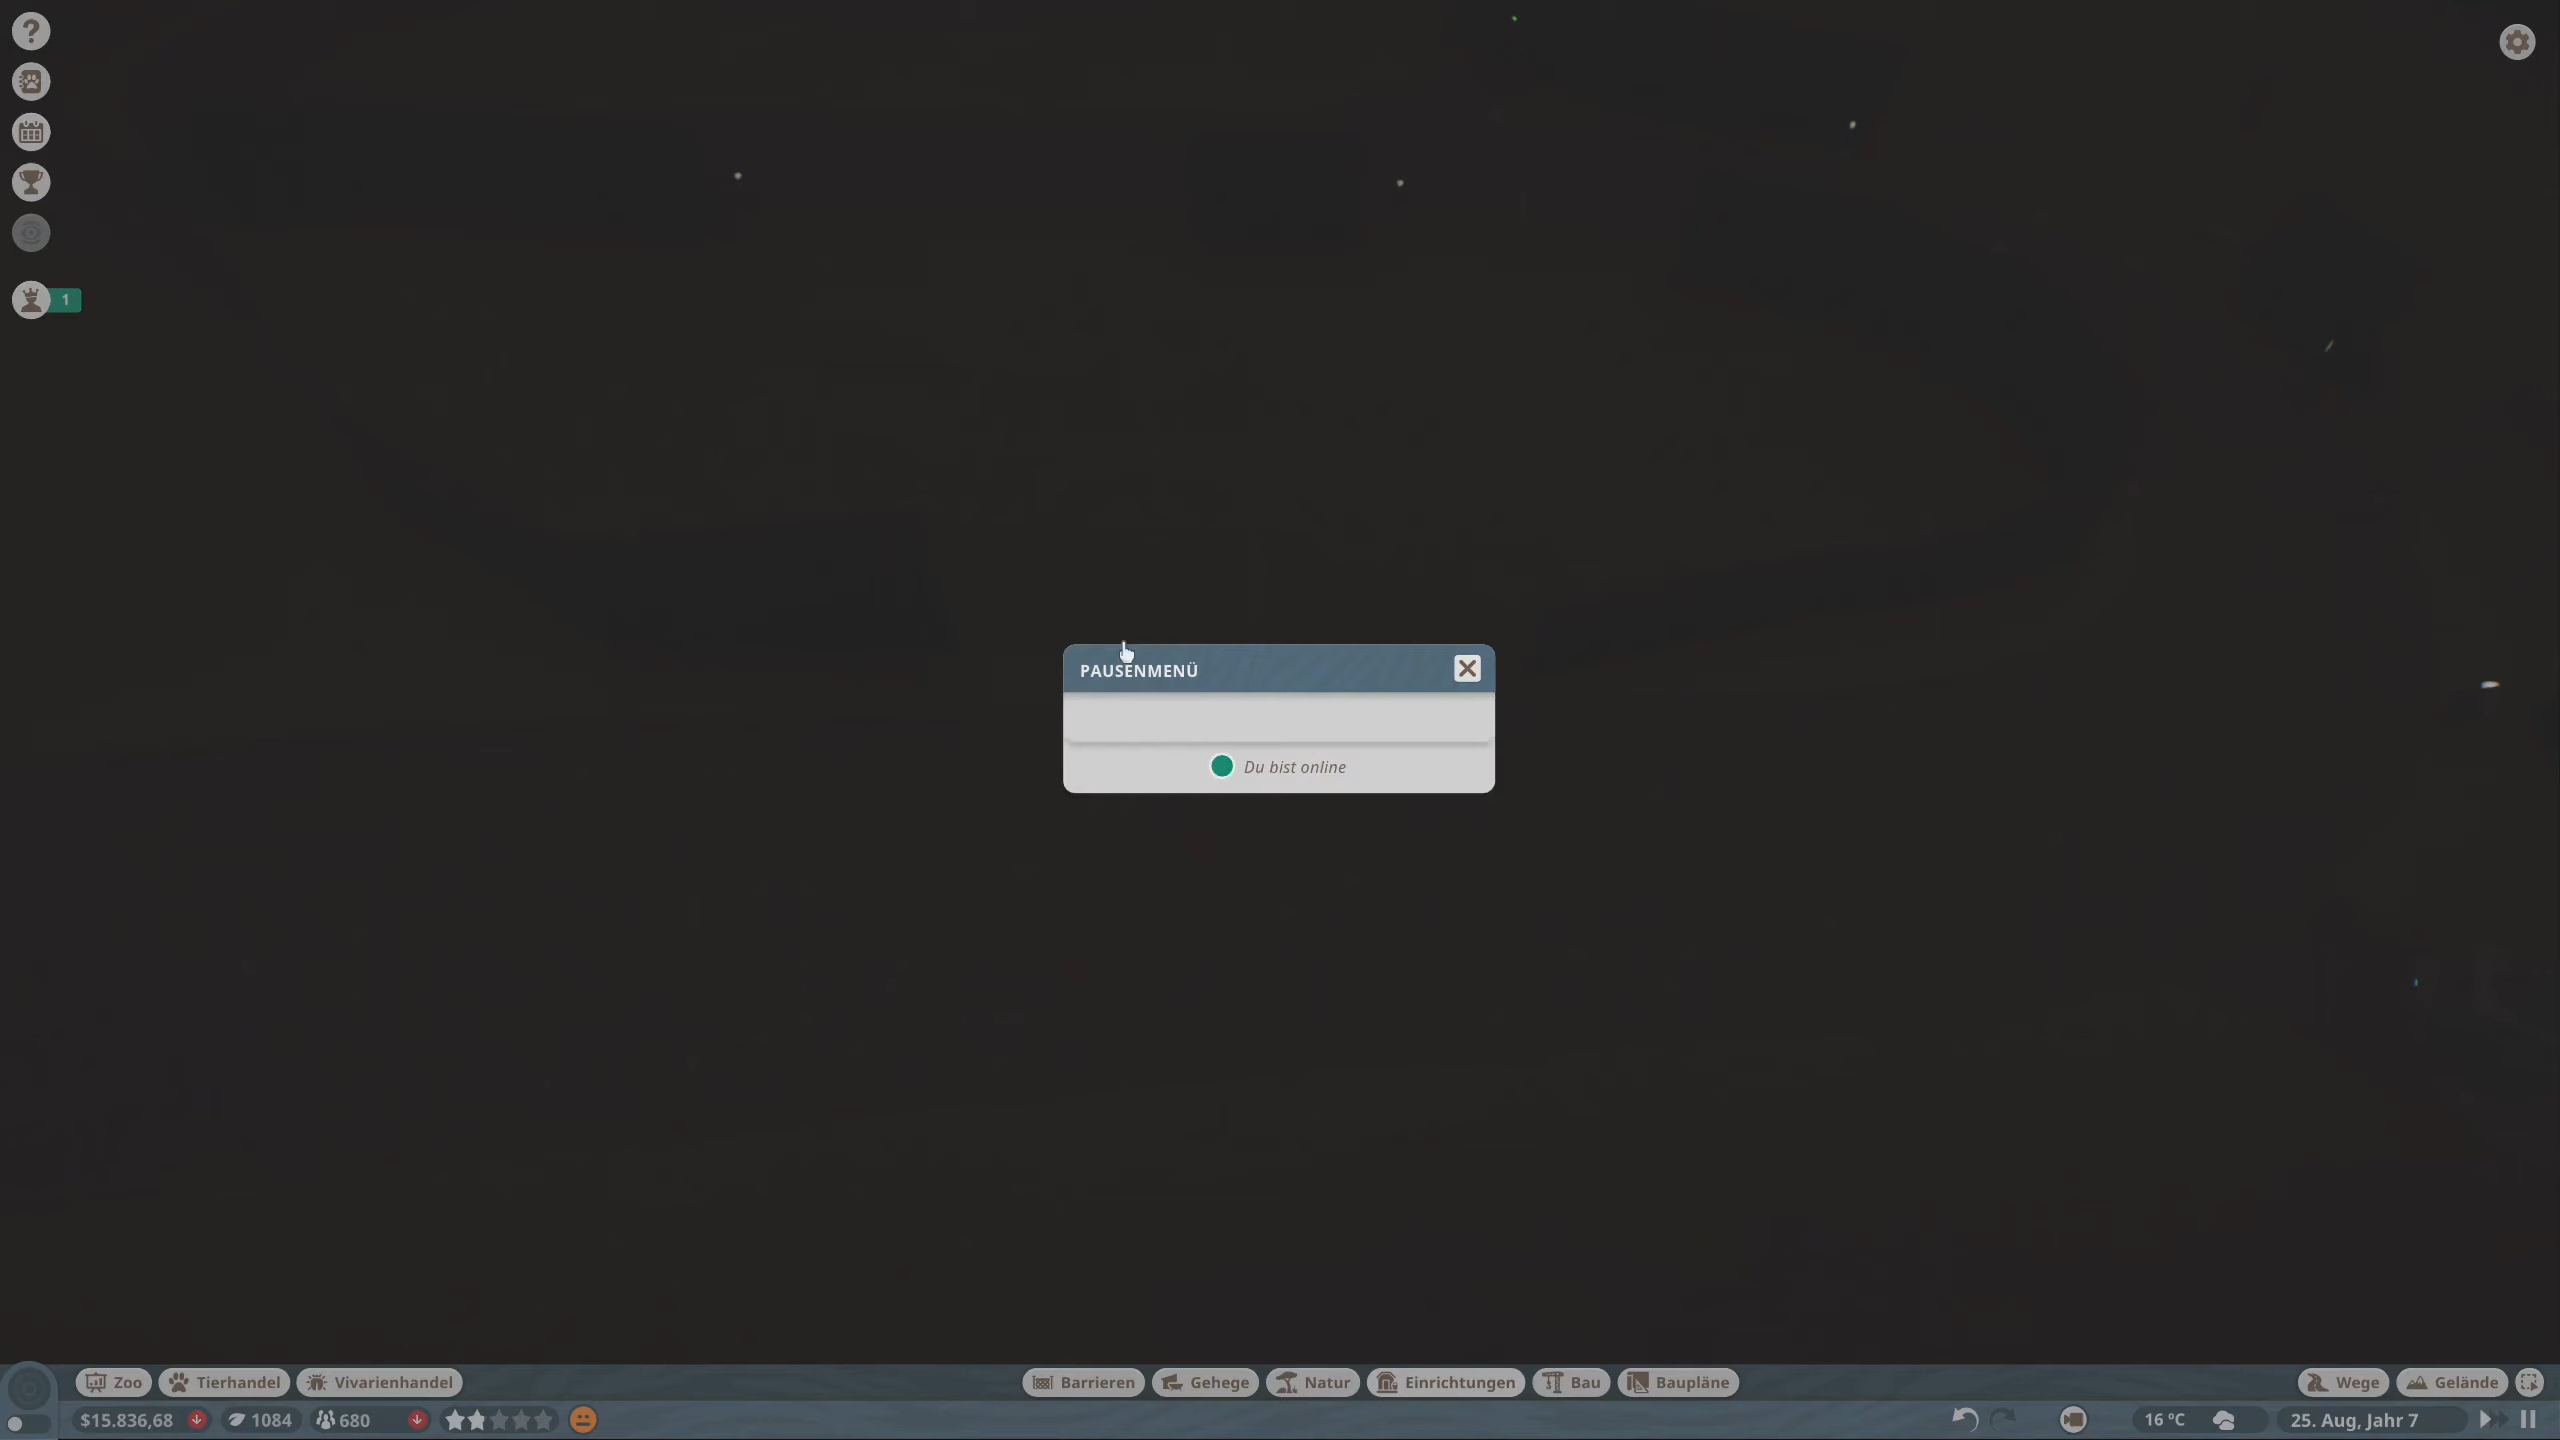 1
PAUSENMENÜ
Du bist online
Zoo
Tierhandel
Vivarienhandel
Barrieren
Gehege
Natur
Einrichtungen
Bau
Baupläne
Wege
Gelände
$15.836,68
1084
680
16 °C
25. Aug, Jahr 7